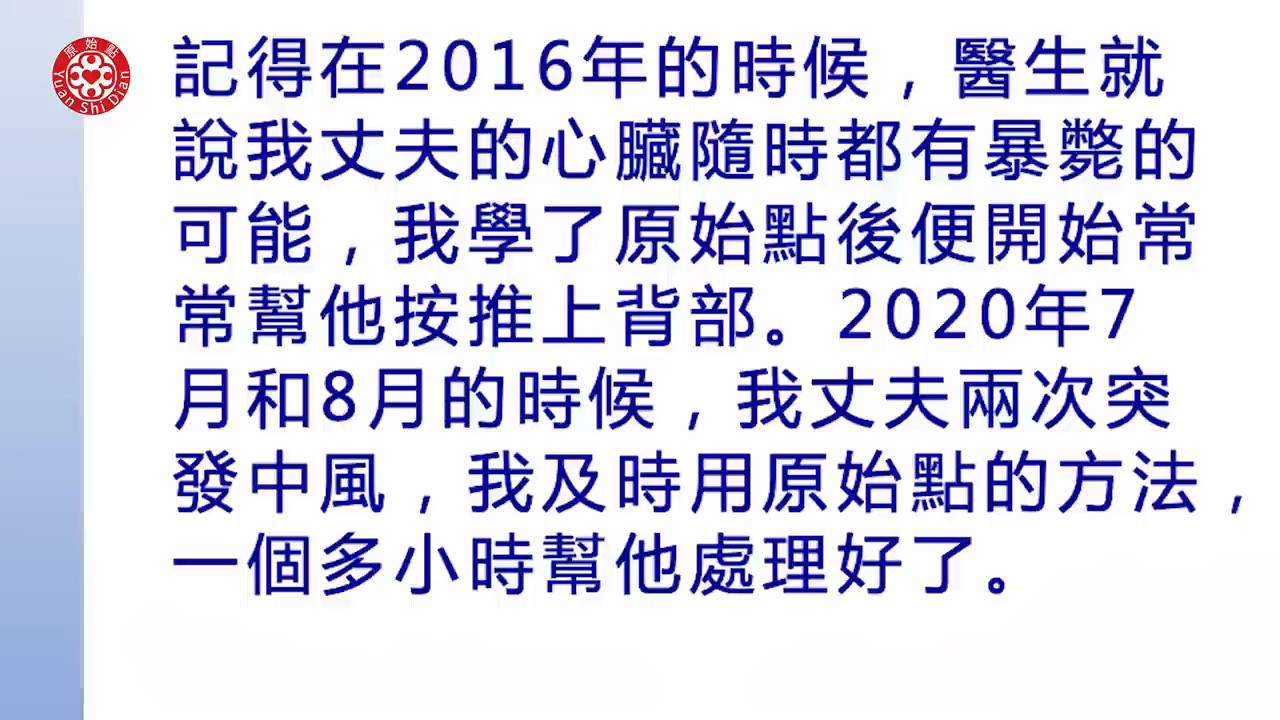 原始點
Yuan Shi Dian
記得在2016年的時候，醫生就
說我丈夫的心臟隨時都有暴斃的
可能，我學了原始點後便開始常
常幫他按推上背部。2020年7
月和8月的時候，我丈夫兩次突
發中風，我及時用原始點的方法，
一個多小時幫他處理好了。